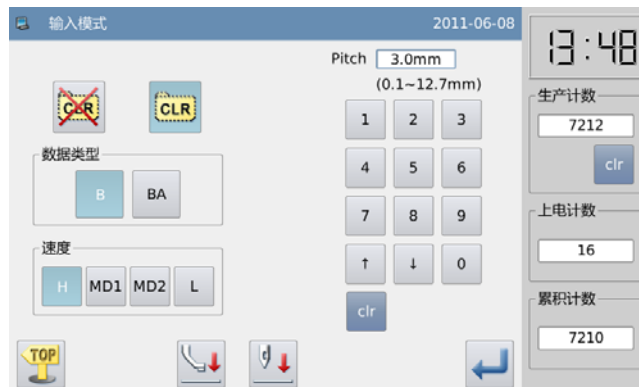 输入模式 2011-06-08
13:48
Pitch 3.0mm
(0.1~12.7mm)
CLR CLR
数据类型
B BA
速度
H MD1 MD2 L
1 2 3
4 5 6
7 8 9
↑ ↓ 0
clr
TOP
生产计数
7212
clr
上电计数
16
累积计数
7210